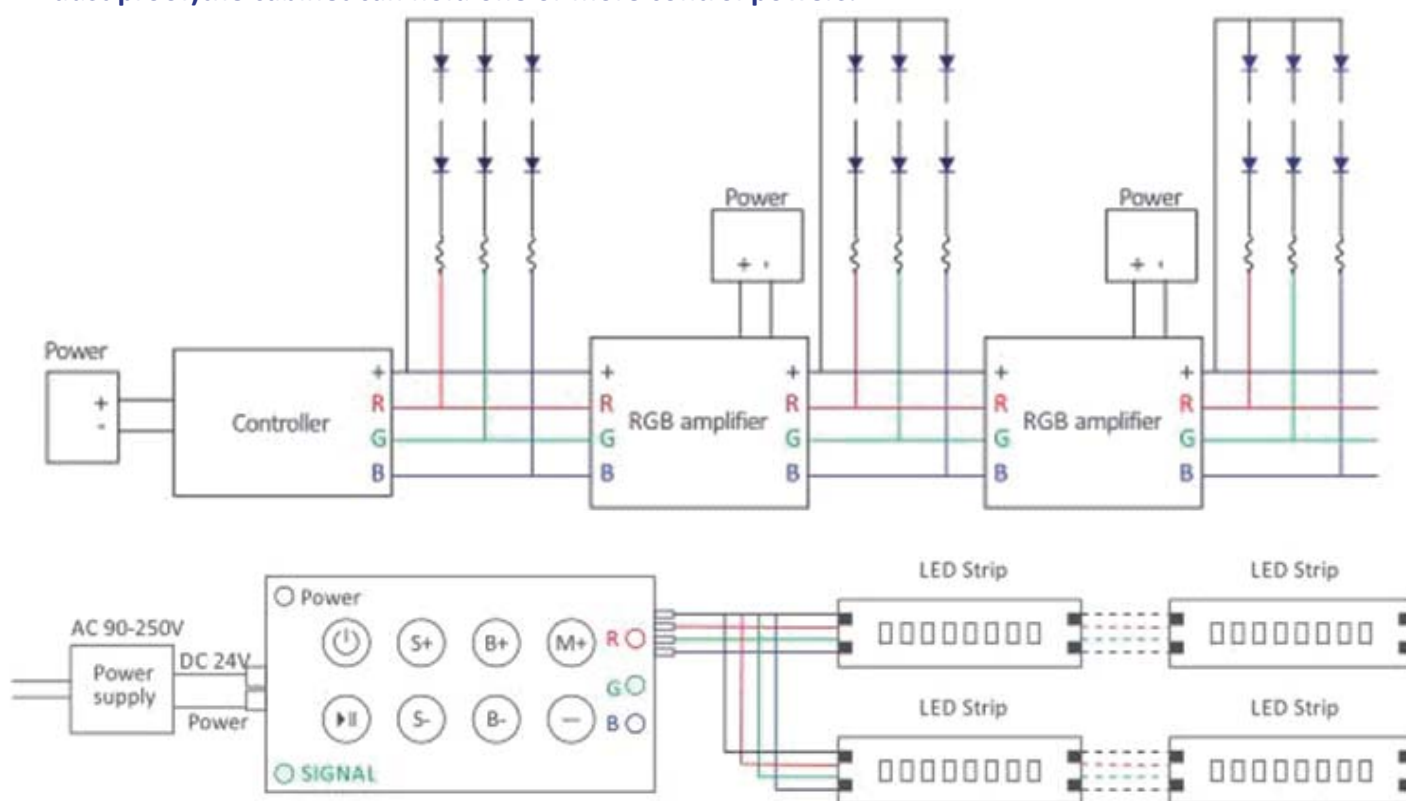 Power
Power
Power
+ -
+ -
+ -
Controller
+
R
G
B
+
R
G
B
RGB amplifier
+
R
G
B
+
R
G
B
RGB amplifier
+
R
G
B
LED Strip
LED Strip
AC 90-250V
Power
supply
DC 24V
Power
Power
S+
B+
M+
R
G
S-
B-
—
B
SIGNAL
LED Strip
LED Strip